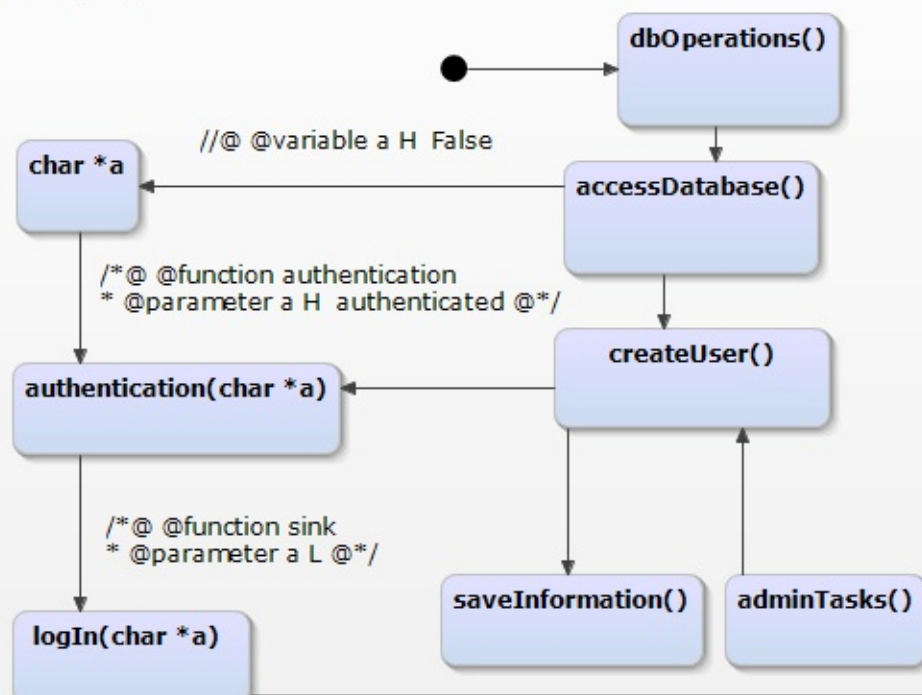 dbOperations()
//@ @variable a H  False
char *a
accessDatabase()
/*@ @function authentication
* @parameter a H  authenticated @*/
createUser()
authentication(char *a)
/*@ @function sink
* @parameter a L @*/
saveInformation()
adminTasks()
logIn(char *a)